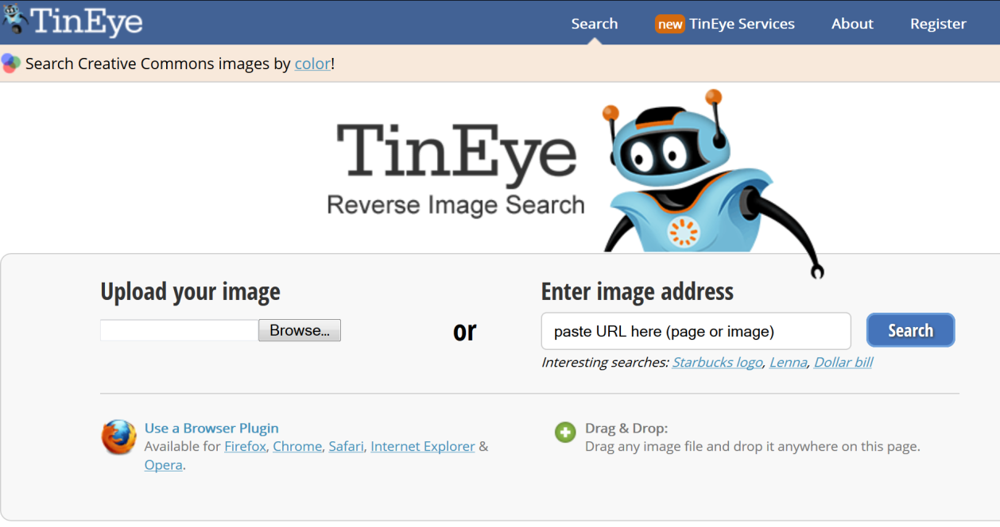 TinEye
Search
new TinEye Services
About
Register
Search Creative Commons images by color!
TinEye
Reverse Image Search
Upload your image
Browse...
or
Enter image address
paste URL here (page or image)
Search
Interesting searches: Starbucks logo, Lenna, Dollar bill
Use a Browser Plugin
Available for Firefox, Chrome, Safari, Internet Explorer &
Opera.
Drag & Drop:
Drag any image file and drop it anywhere on this page.